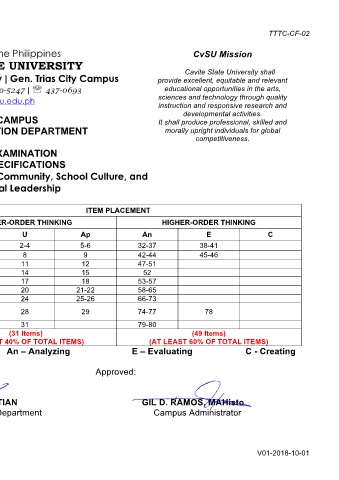 TTTC-CF-02
ne Philippines
E UNIVERSITY
y | Gen. Trias City Campus
0-5247 | ☏ 437-0693
u.edu.ph
CvSU Mission
Cavite State University shall
provide excellent, equitable and relevant
educational opportunities in the arts,
sciences and technology through quality
instruction and responsive research and
developmental activities.
It shall produce professional, skilled and
morally upright individuals for global
competitiveness.
CAMPUS
TION DEPARTMENT
XAMINATION
PECIFICATIONS
Community, School Culture, and
al Leadership
ITEM PLACEMENT
ER-ORDER THINKING HIGHER-ORDER THINKING
U Ap An E C
2-4 5-6 32-37 38-41
8 9 42-44 45-46
11 12 47-51
14 15 52
17 18 53-57
20 21-22 58-65
24 25-26 66-73
28 29 74-77 78
31 79-80
(31 Items) (49 Items)
T 40% OF TOTAL ITEMS) (AT LEAST 60% OF TOTAL ITEMS)
An – Analyzing E – Evaluating C - Creating
Approved:
TIAN GIL D. RAMOS, MAHisto
Department Campus Administrator
V01-2018-10-01